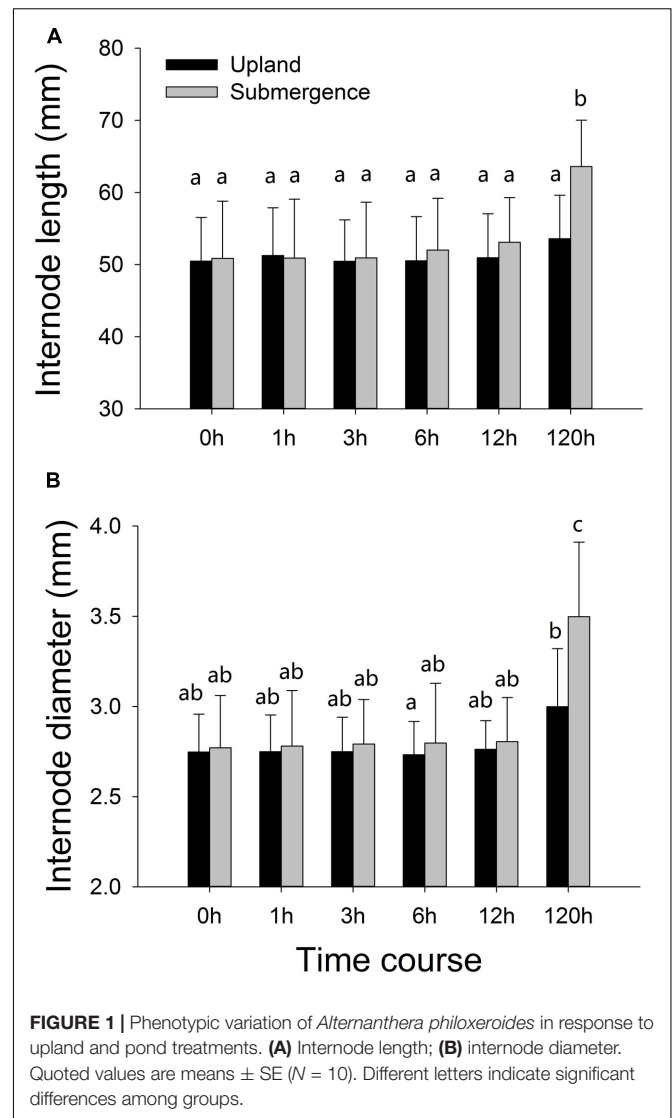 A
80
70
60
50
40
30
Internode length (mm)
Upland
Submergence
a a a a a a a a a a a b
0h 1h 3h 6h 12h 120h
B
4.0
3.5
3.0
2.5
2.0
Internode diameter (mm)
ab ab ab ab ab ab a ab ab ab b c
0h 1h 3h 6h 12h 120h
Time course
FIGURE 1 | Phenotypic variation of Alternanthera philoxeroides in response to
upland and pond treatments. (A) Internode length; (B) internode diameter.
Quoted values are means ± SE (N = 10). Different letters indicate significant
differences among groups.